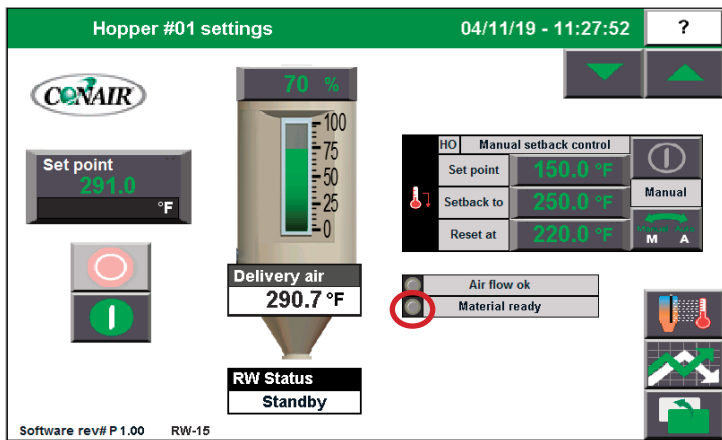 Hopper #01 settings
04/11/19 - 11:27:52
?
CONAIR
70 %
100
75
50
25
0
Set point
291.0
°F
HO
Manual setback control
Set point
150.0 °F
Setback to
250.0 °F
Reset at
220.0 °F
Manual
Manual Auto
M A
Delivery air
290.7 °F
Air flow ok
Material ready
RW Status
Standby
Software rev# P 1.00
RW-15